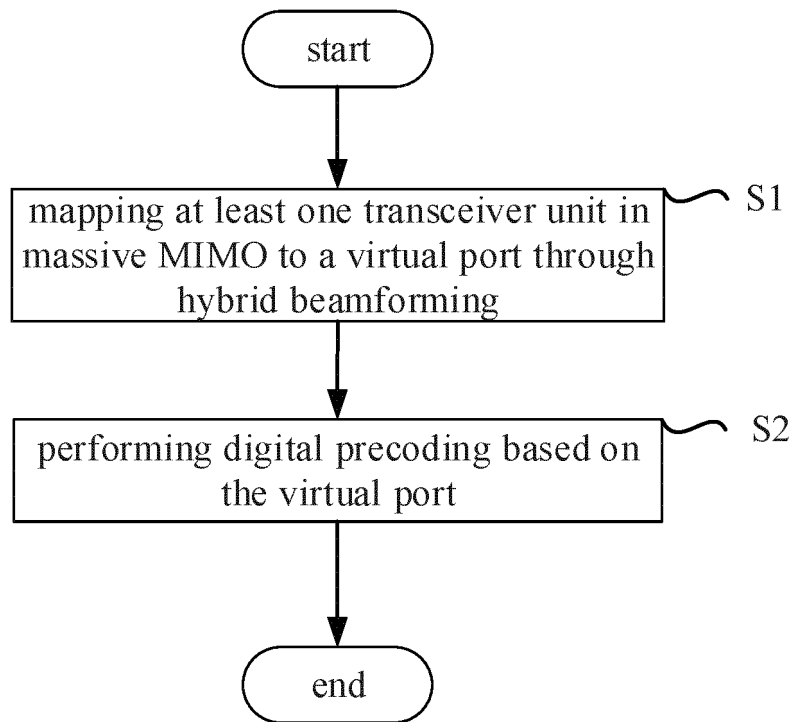 start
mapping at least one transceiver unit in
massive MIMO to a virtual port through
hybrid beamforming
S1
performing digital precoding based on
the virtual port
S2
end